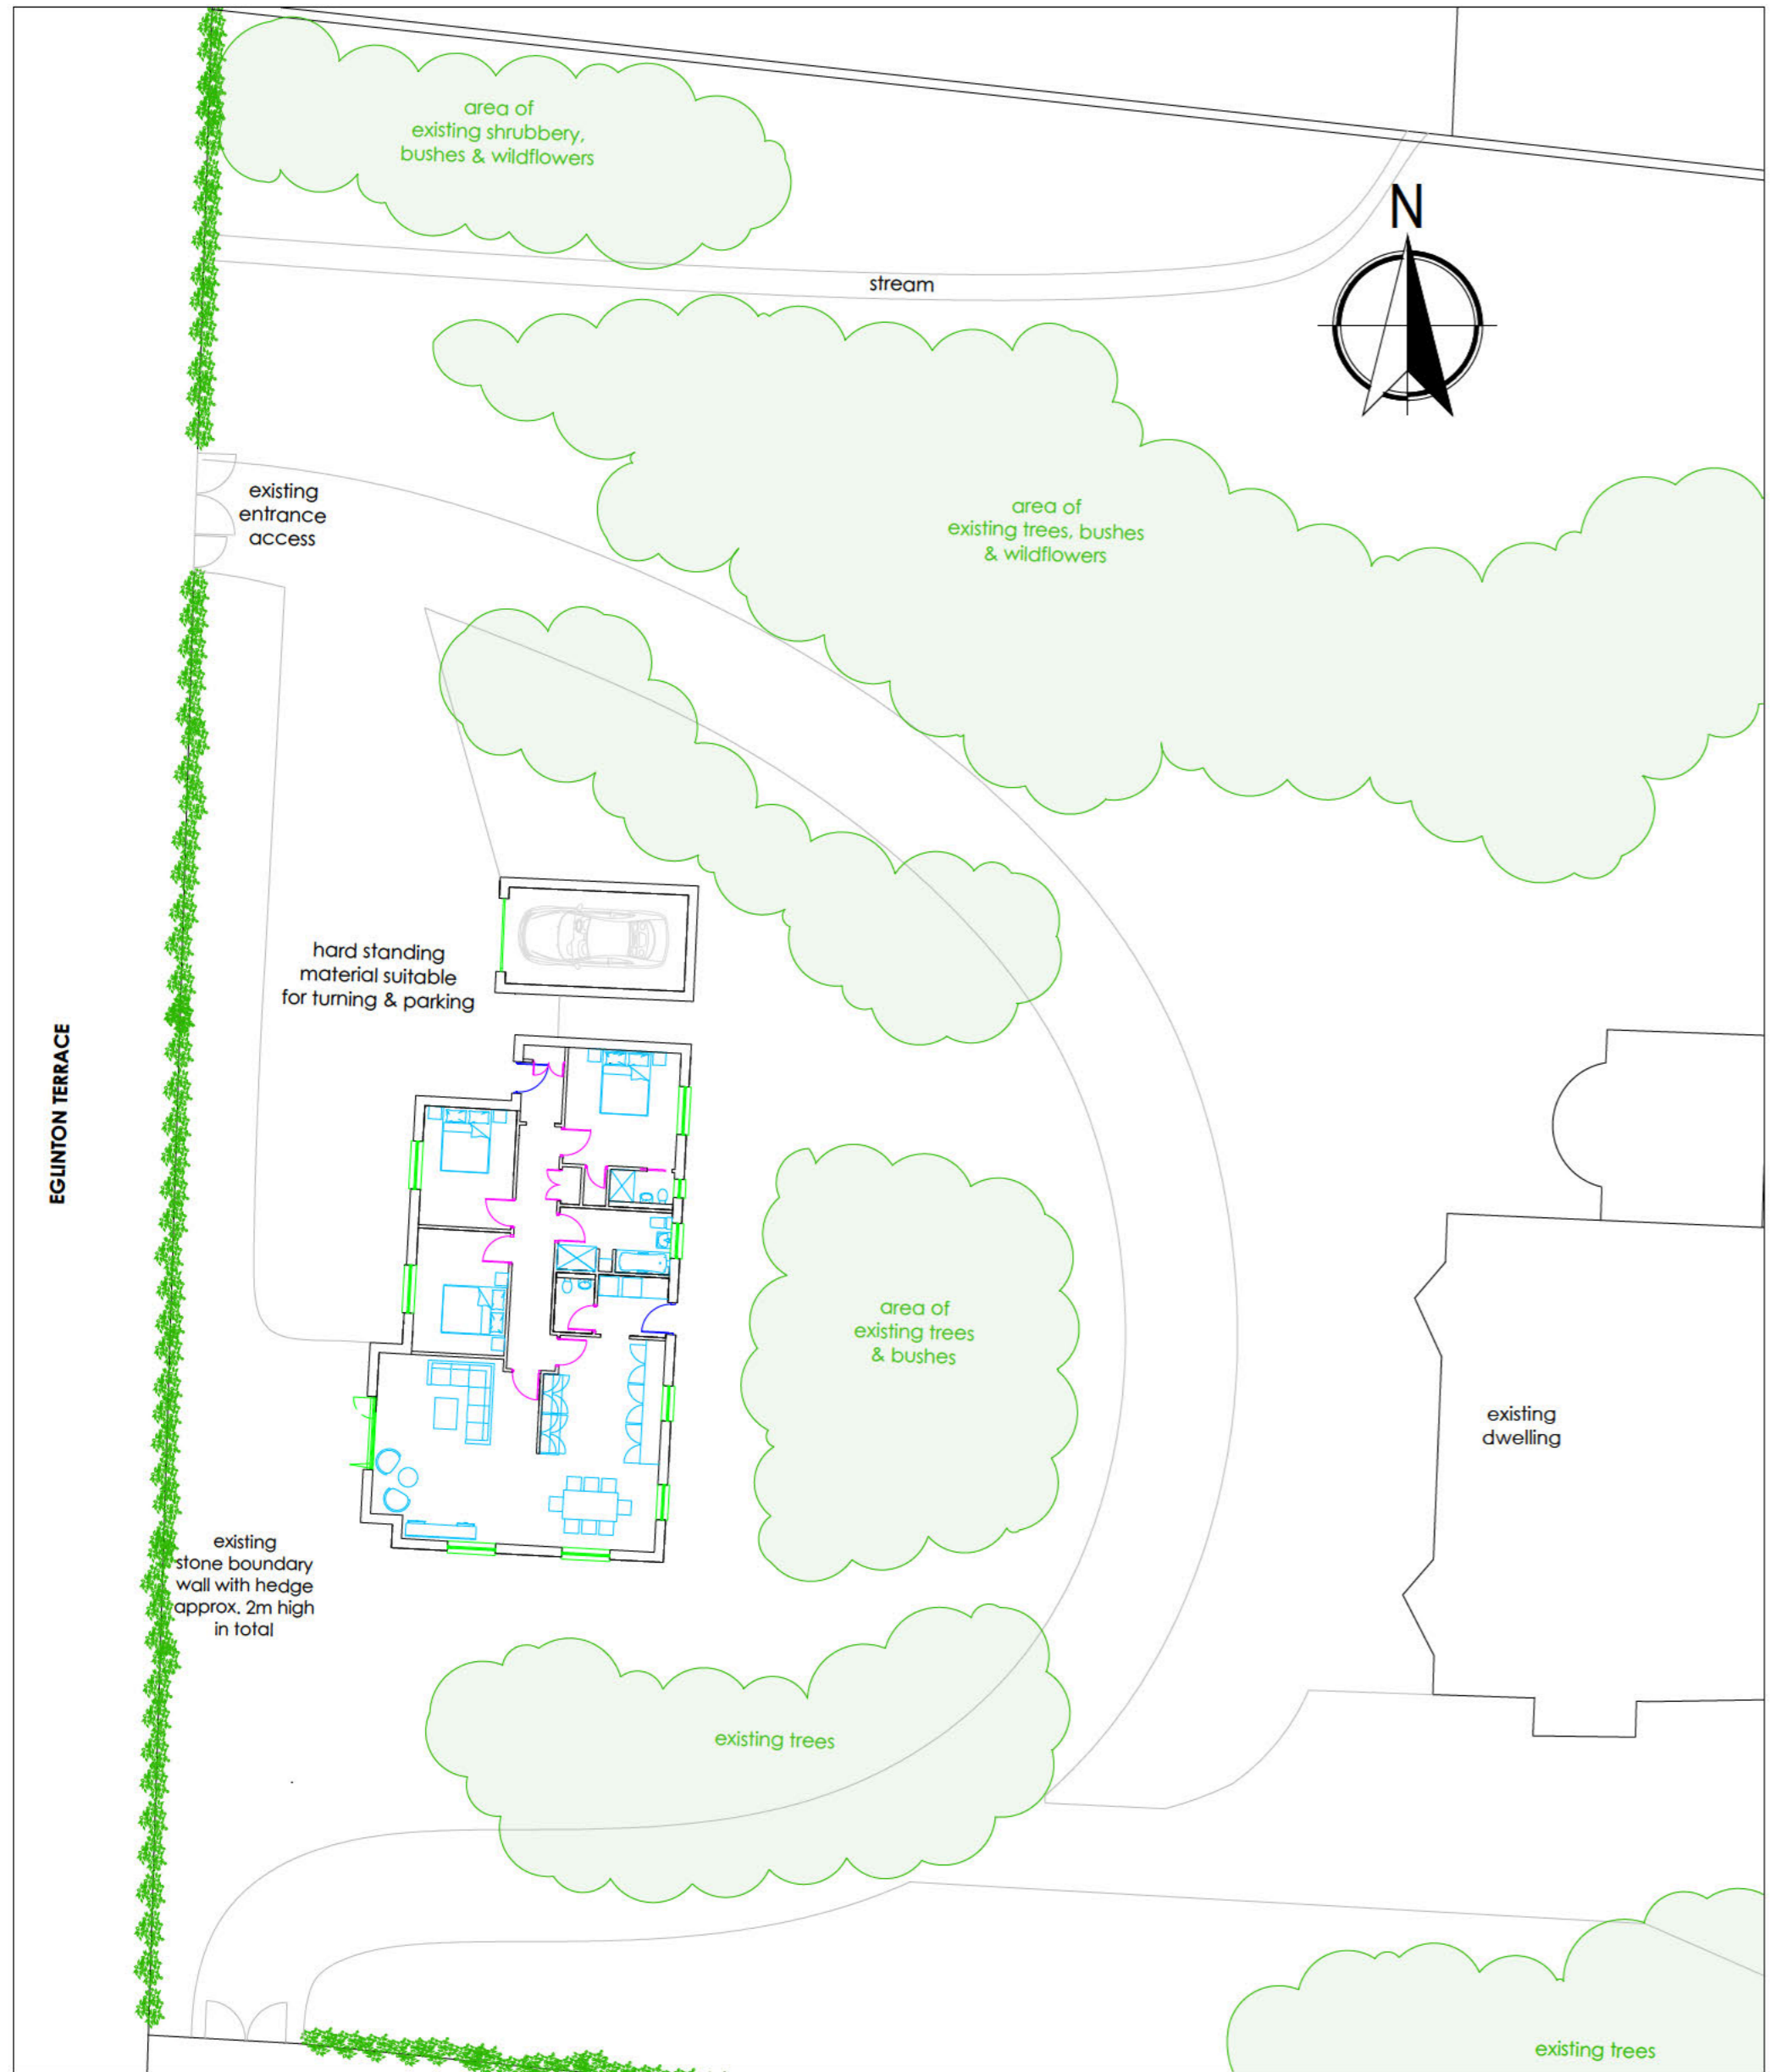 area of
existing shrubbery,
bushes & wildflowers
N
stream
existing
entrance
access
area of
existing trees, bushes
& wildflowers
hard standing
material suitable
for turning & parking
EGLINTON TERRACE
area of
existing trees
& bushes
existing
dwelling
existing
stone boundary
wall with hedge
approx. 2m high
in total
existing trees
existing trees